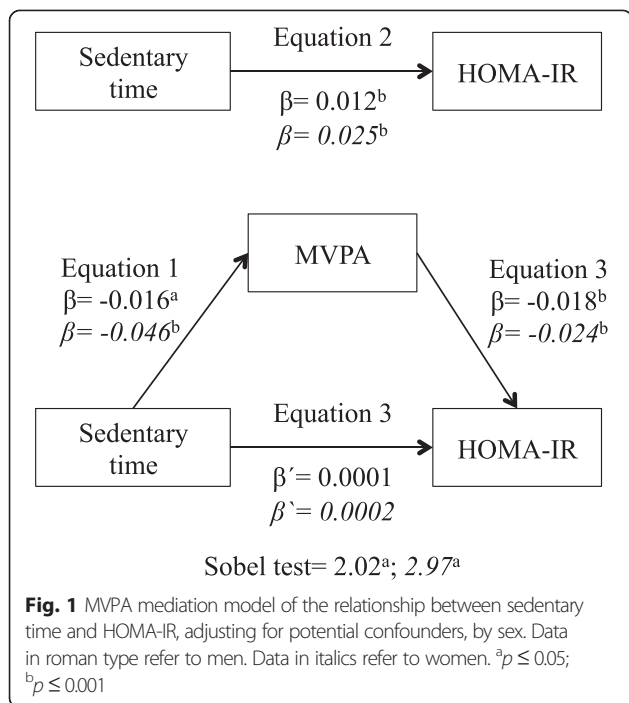 Equation 2
Sedentary time
HOMA-IR
β= 0.012ᵇ
β= 0.025ᵇ
MVPA
Equation 1
β= -0.016ᵃ
β= -0.046ᵇ
Equation 3
β= -0.018ᵇ
β= -0.024ᵇ
Sedentary time
Equation 3
HOMA-IR
β´= 0.0001
β`= 0.0002
Sobel test= 2.02ᵃ; 2.97ᵃ
Fig. 1 MVPA mediation model of the relationship between sedentary
time and HOMA-IR, adjusting for potential confounders, by sex. Data
in roman type refer to men. Data in italics refer to women. ᵃp ≤ 0.05;
ᵇp ≤ 0.001